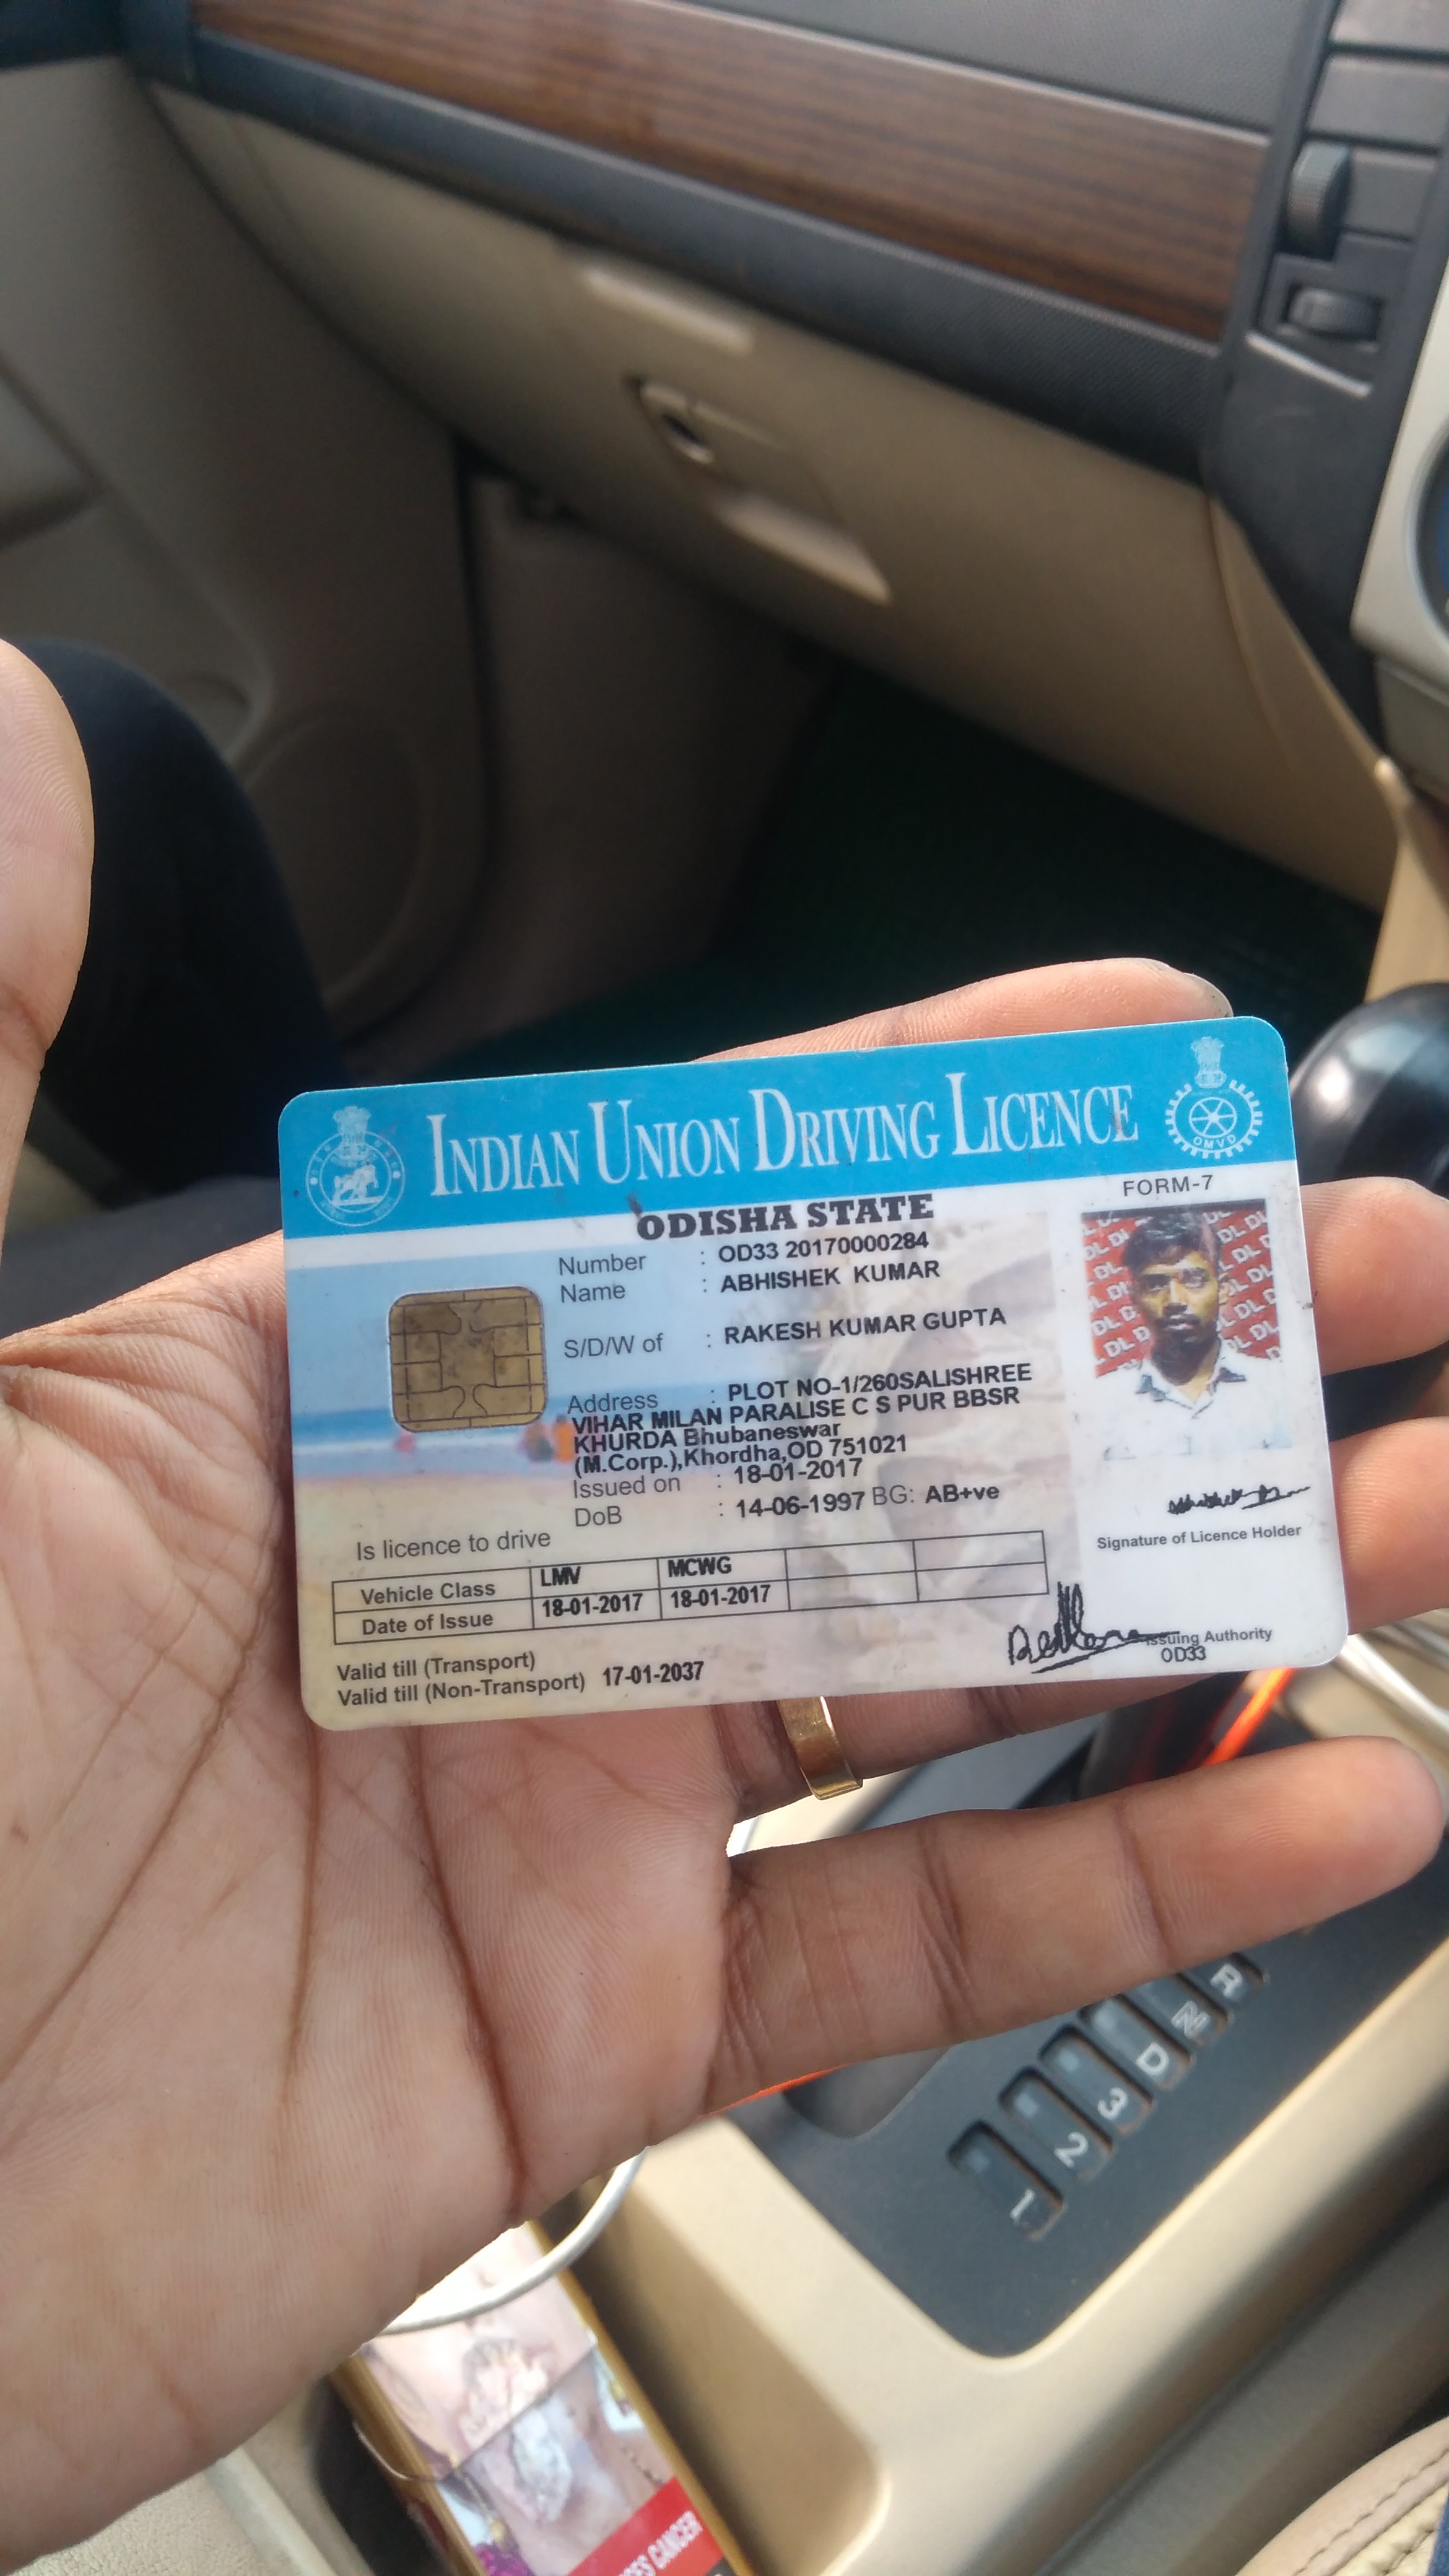 INDIAN UNION DRIVING LICENCE
OMVD
FORM-7
ODISHA STATE
Number : OD33 20170000284
Name : ABHISHEK KUMAR
S/D/W of : RAKESH KUMAR GUPTA
Address : PLOT NO-1/260SALISHREE
VIHAR MILAN PARALISE C S PUR BBSR
KHURDA Bhubaneswar
(M.Corp.),Khordha,OD 751021
Issued on : 18-01-2017
DoB : 14-06-1997 BG: AB+ve
Signature of Licence Holder
Is licence to drive
Vehicle Class LMV MCWG
Date of Issue 18-01-2017 18-01-2017
Issuing Authority
OD33
Valid till (Transport)
Valid till (Non-Transport) 17-01-2037
DL DL DL DL
R
N
D
3
2
1
CANCER